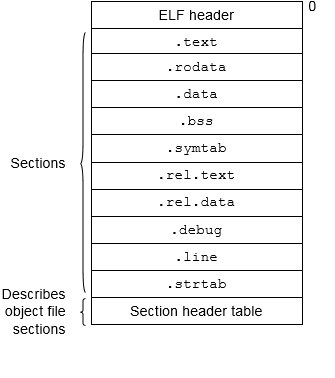 ELF header
0
.text
.rodata
.data
.bss
.symtab
.rel.text
.rel.data
.debug
.line
.strtab
Section header table
Sections
Describes
object file
sections